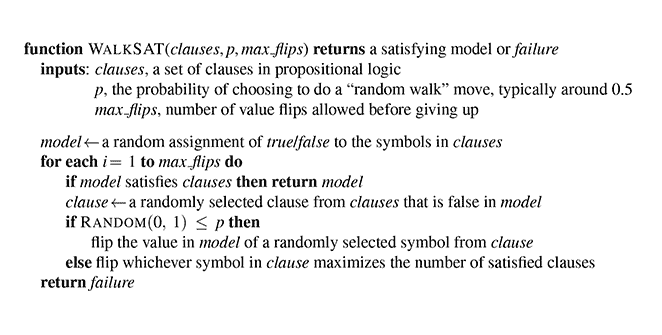 function WALKSAT(clauses, p, max_flips) returns a satisfying model or failure
inputs: clauses, a set of clauses in propositional logic
p, the probability of choosing to do a “random walk” move, typically around 0.5
max_flips, number of value flips allowed before giving up
model ← a random assignment of true/false to the symbols in clauses
for each i = 1 to max_flips do
if model satisfies clauses then return model
clause ← a randomly selected clause from clauses that is false in model
if RANDOM(0, 1) ≤ p then
flip the value in model of a randomly selected symbol from clause
else flip whichever symbol in clause maximizes the number of satisfied clauses
return failure